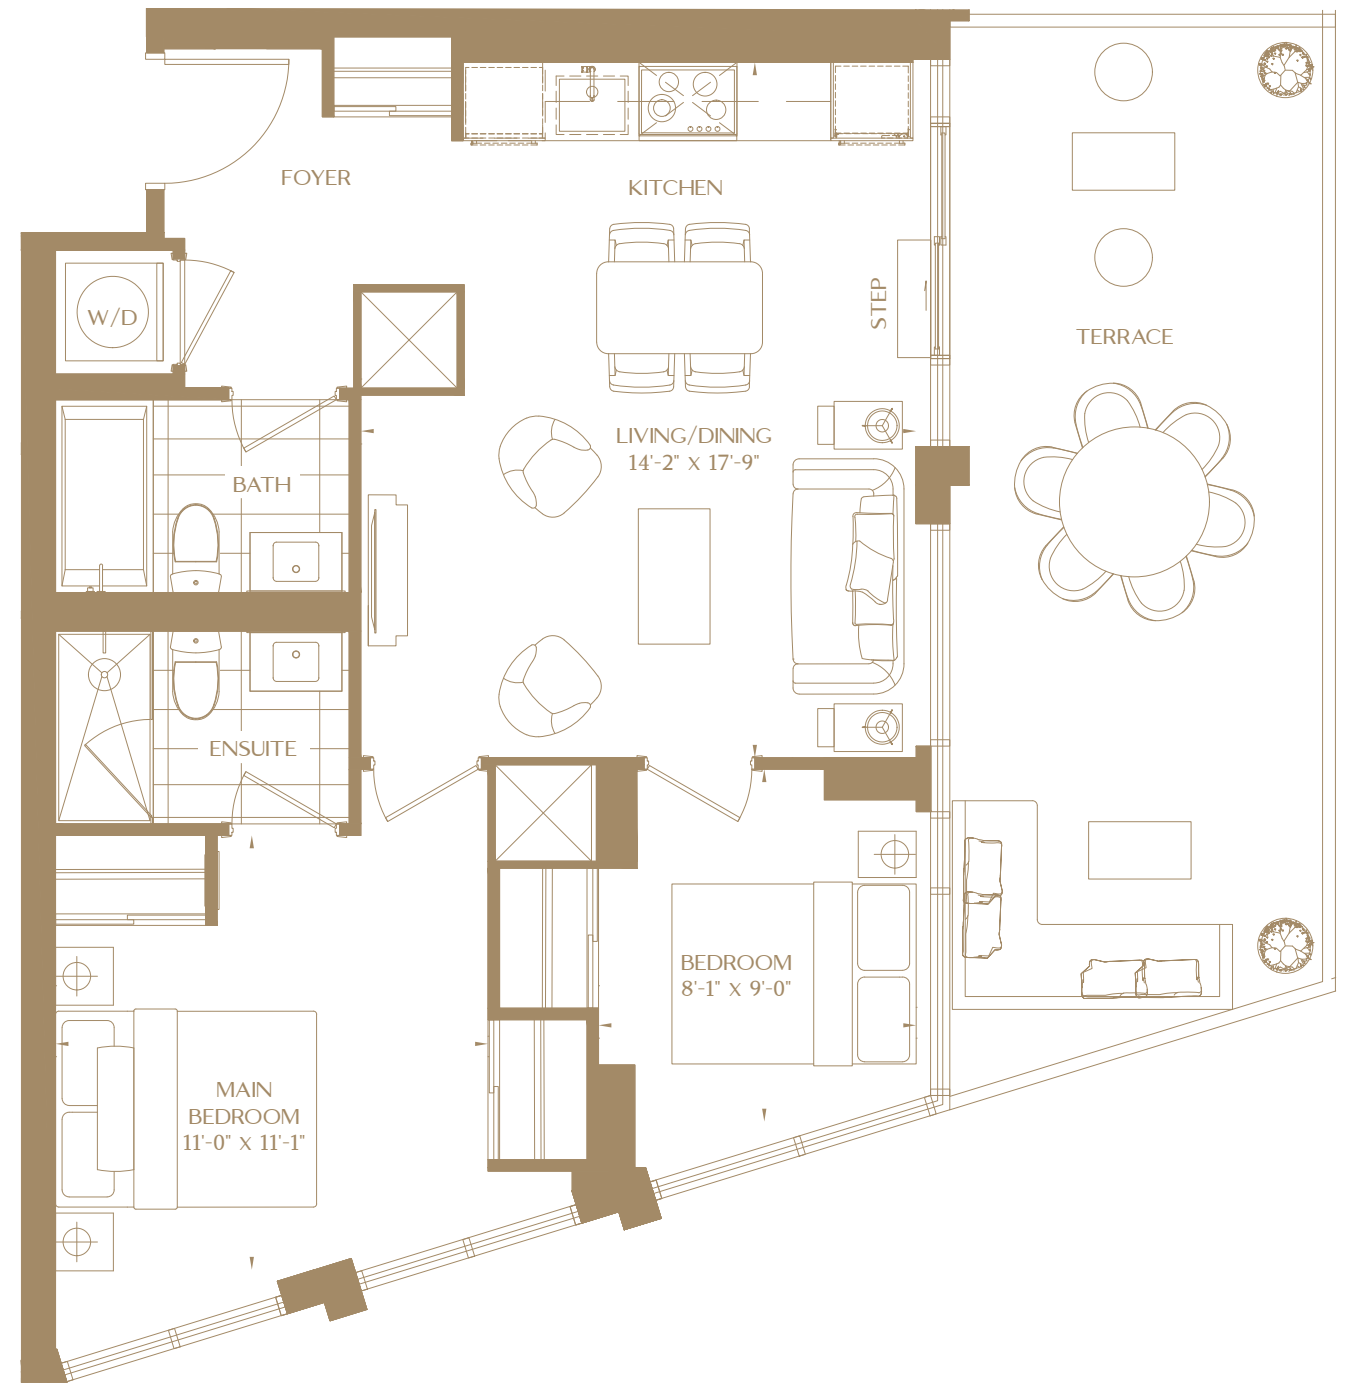 FOYER
KITCHEN
W/D
STEP
TERRACE
LIVING/DINING
14'-2" X 17'-9"
BATH
ENSUITE
BEDROOM
8'-1" X 9'-0"
MAIN
BEDROOM
11'-0" X 11'-1"